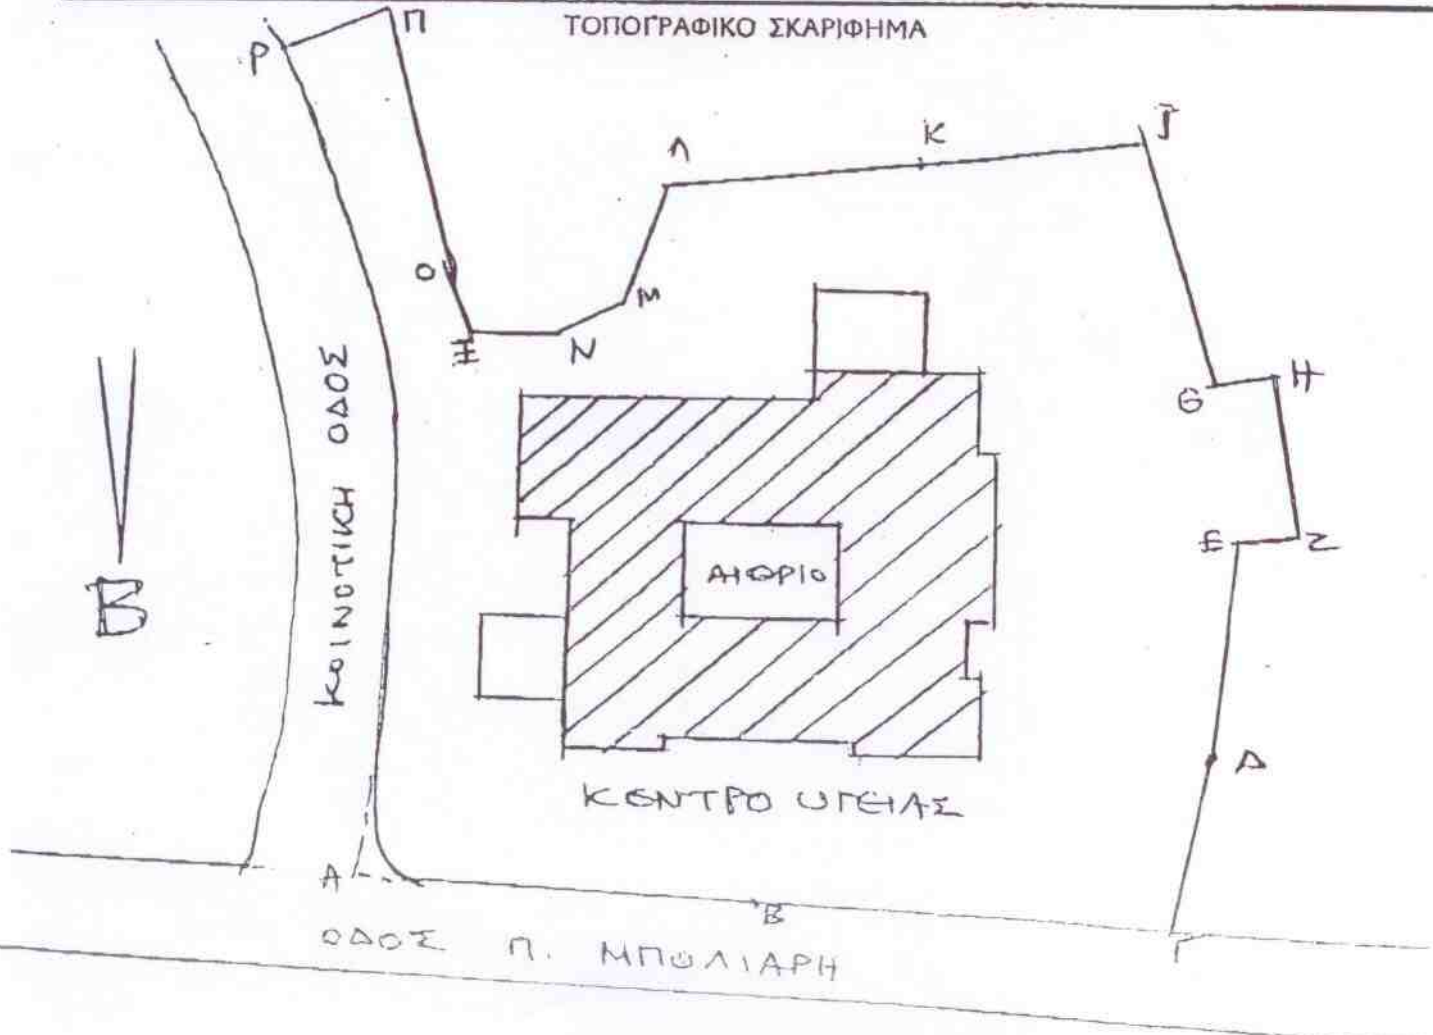 ΤΟΠΟΓΡΑΦΙΚΟ ΣΚΑΡΙΦΗΜΑ
Π
Ρ
Λ
Κ
Ι
Ο
Ξ
Ν
Μ
Θ
Η
Ε
Ζ
Δ
Β
ΚΟΙΝΟΤΙΚΗ ΟΔΟΣ
ΑΙΘΡΙΟ
ΚΕΝΤΡΟ ΥΓΕΙΑΣ
Α
Β
Γ
ΟΔΟΣ Π. ΜΠΟΛΙΑΡΗ